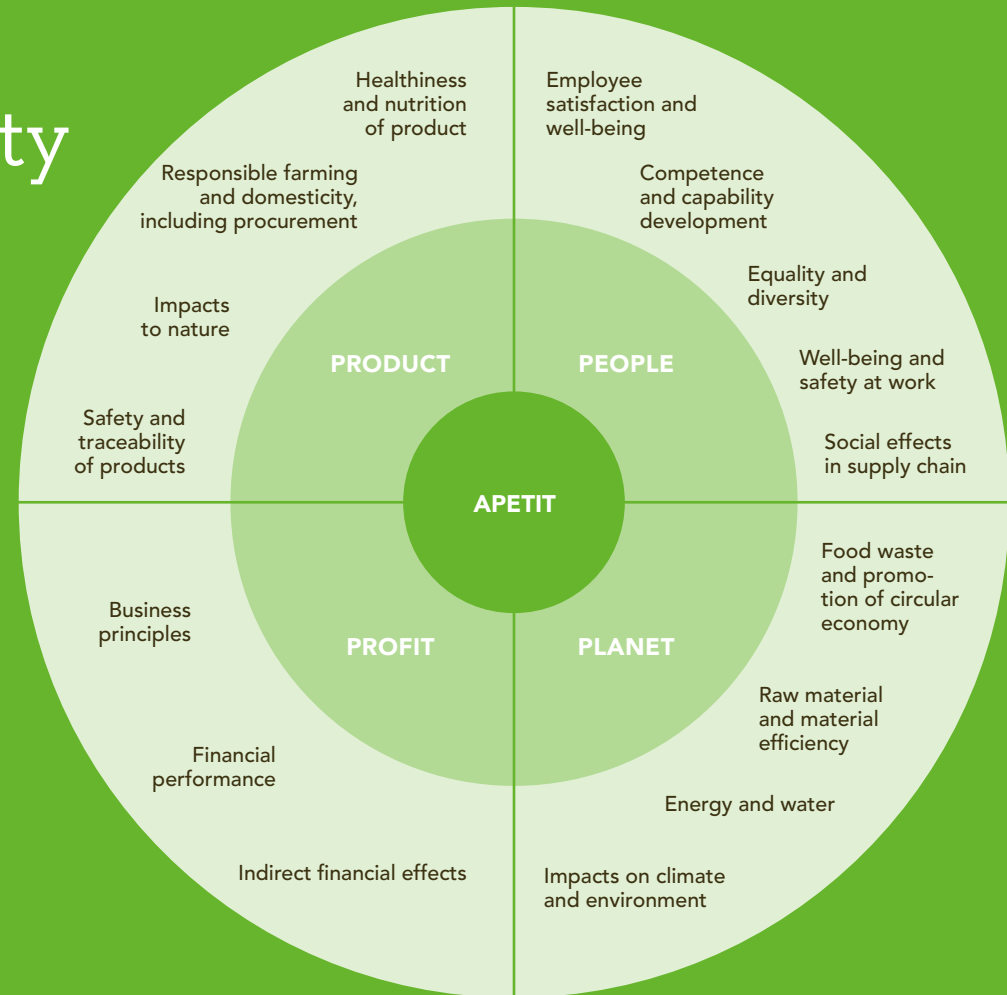 ty
Healthiness
and nutrition
of product
Responsible farming
and domesticity,
including procurement
Impacts
to nature
Safety and
traceability
of products
PRODUCT
Employee
satisfaction and
well-being
Competence
and capability
development
Equality and
diversity
Well-being and
safety at work
Social effects
in supply chain
PEOPLE
APETIT
Business
principles
Financial
performance
Indirect financial effects
PROFIT
PLANET
Food waste
and promo-
tion of circular
economy
Raw material
and material
efficiency
Energy and water
Impacts on climate
and environment